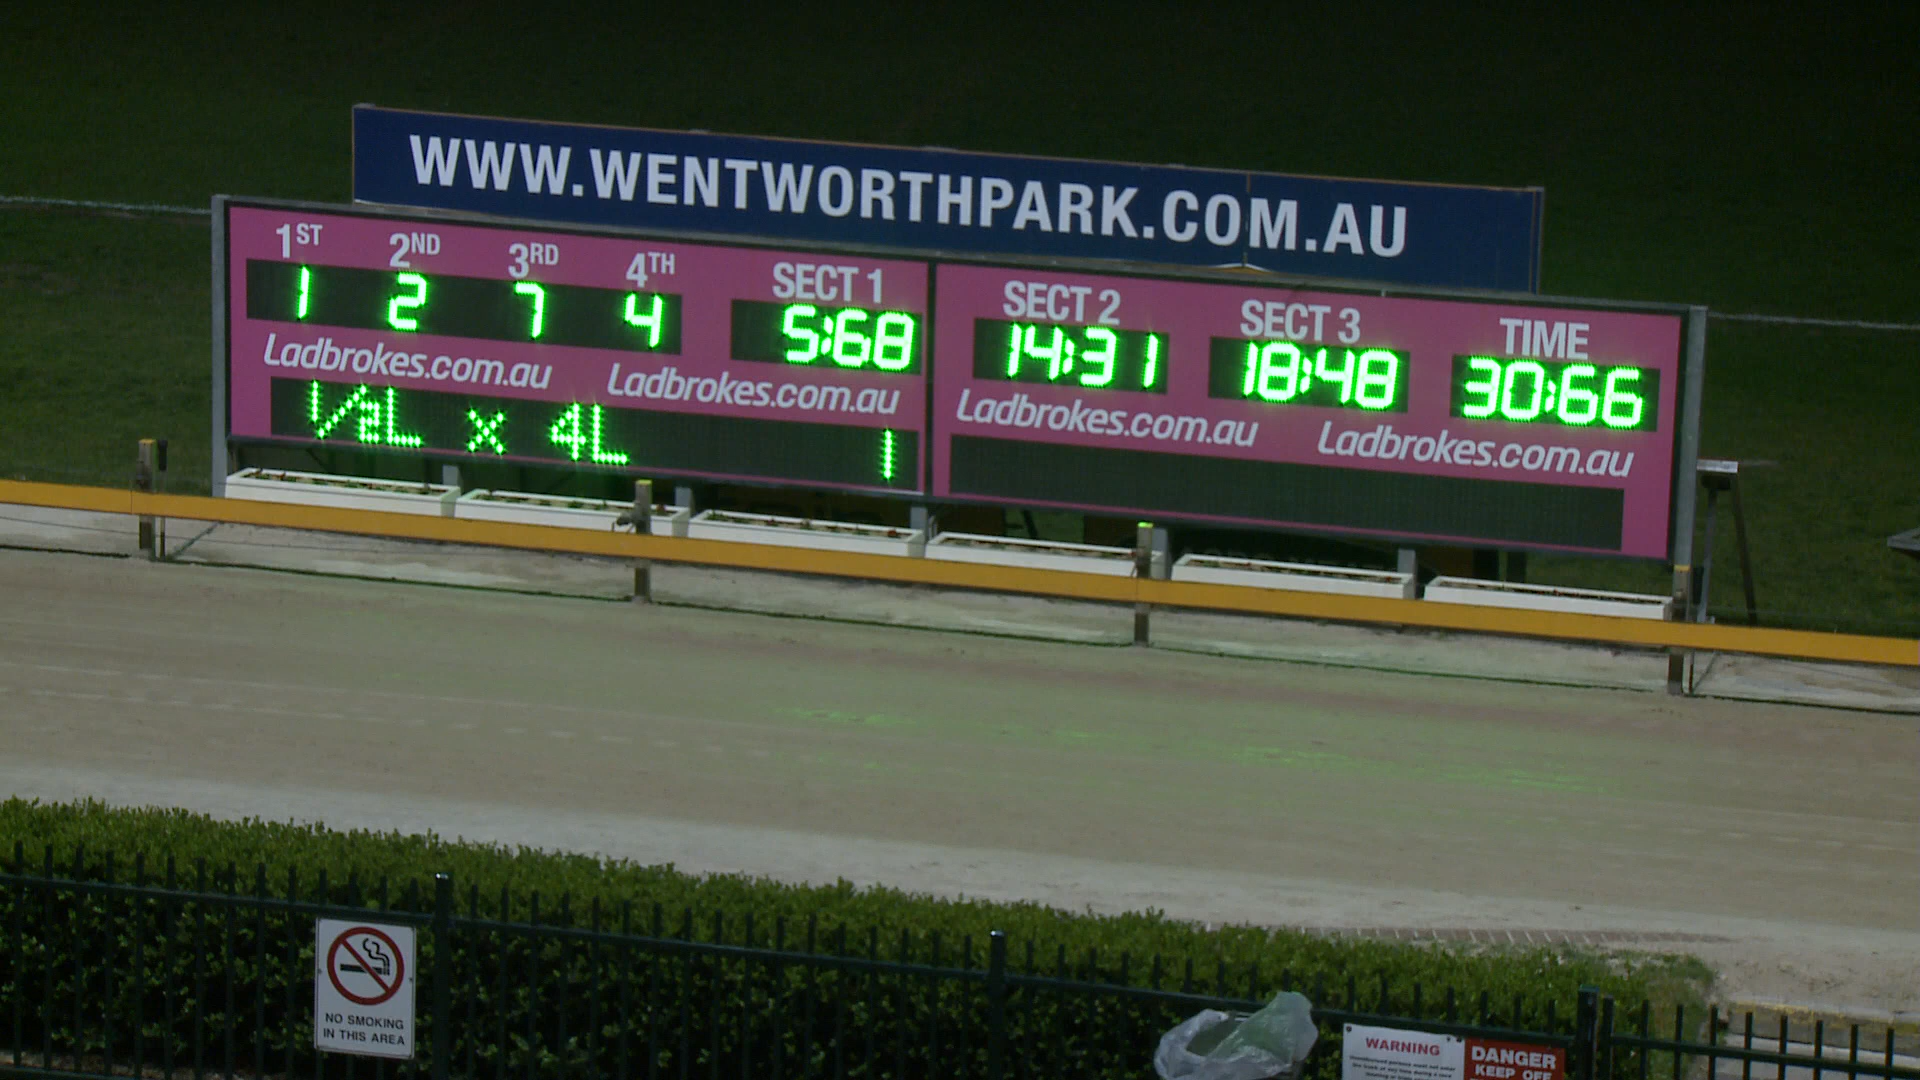 WWW.WENTWORTHPARK.COM.AU
1ST 2ND 3RD 4TH SECT 1 SECT 2 SECT 3 TIME
1 2 7 4 5:68 14:31 18:48 30:66
Ladbrokes.com.au Ladbrokes.com.au Ladbrokes.com.au Ladbrokes.com.au
1/2L x 4L 1
NO SMOKING
IN THIS AREA
WARNING
DANGER
KEEP OFF